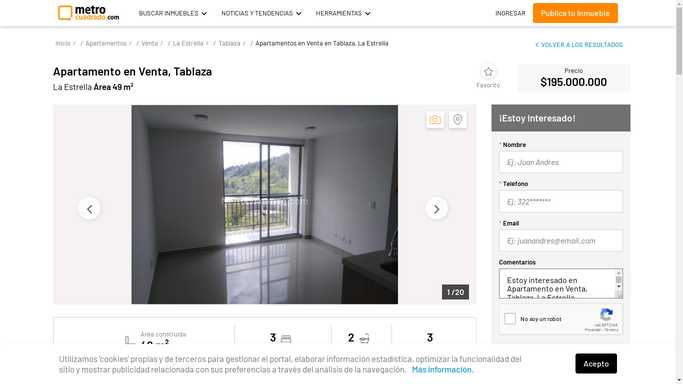 metro
cuadrado.com
BUSCAR INMUEBLES
NOTICIAS Y TENDENCIAS
HERRAMIENTAS
INGRESAR
Publica tu Inmueble
Inicio / / Apartamentos / / Venta / / La Estrella / / Tablaza / / Apartamentos en Venta en Tablaza, La Estrella
VOLVER A LOS RESULTADOS
Apartamento en Venta, Tablaza
La Estrella Área 49 m²
Favorito
Precio
$195.000.000
1 / 20
¡Estoy Interesado!
* Nombre
Ej: Juan Andres
* Teléfono
Ej: 322*******
* Email
Ej: juanandres@email.com
Comentarios
Estoy interesado en
Apartamento en Venta,
Tablaza, La Estrella
No soy un robot
reCAPTCHA
Privacidad - Términos
Área construida
49 m²
3
2
3
Utilizamos 'cookies' propias y de terceros para gestionar el portal, elaborar información estadística, optimizar la funcionalidad del
sitio y mostrar publicidad relacionada con sus preferencias a través del análisis de la navegación. Más información.
Acepto